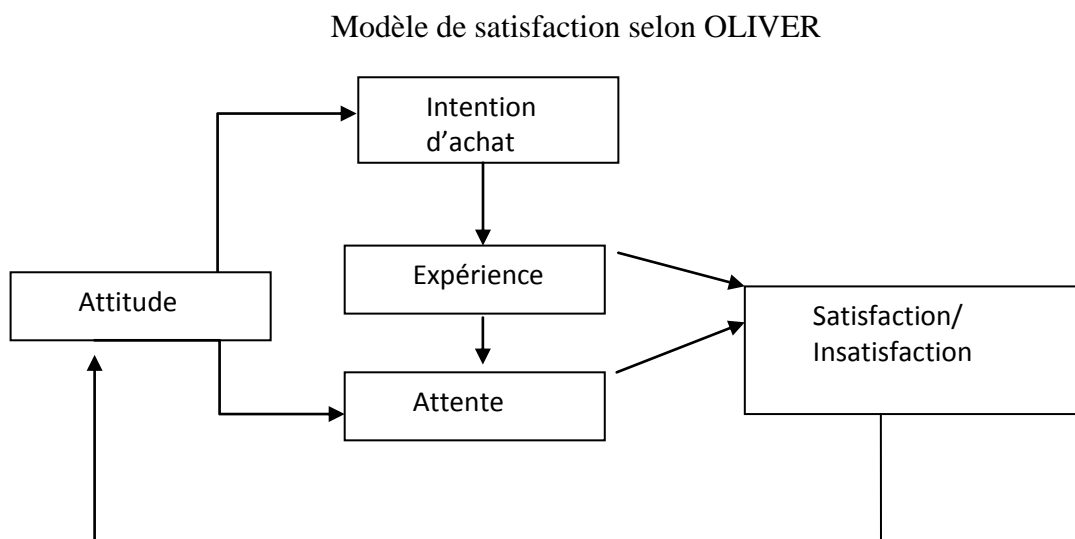 Modèle de satisfaction selon OLIVER
Intention
d’achat
Expérience
Attitude
Satisfaction/
Insatisfaction
Attente